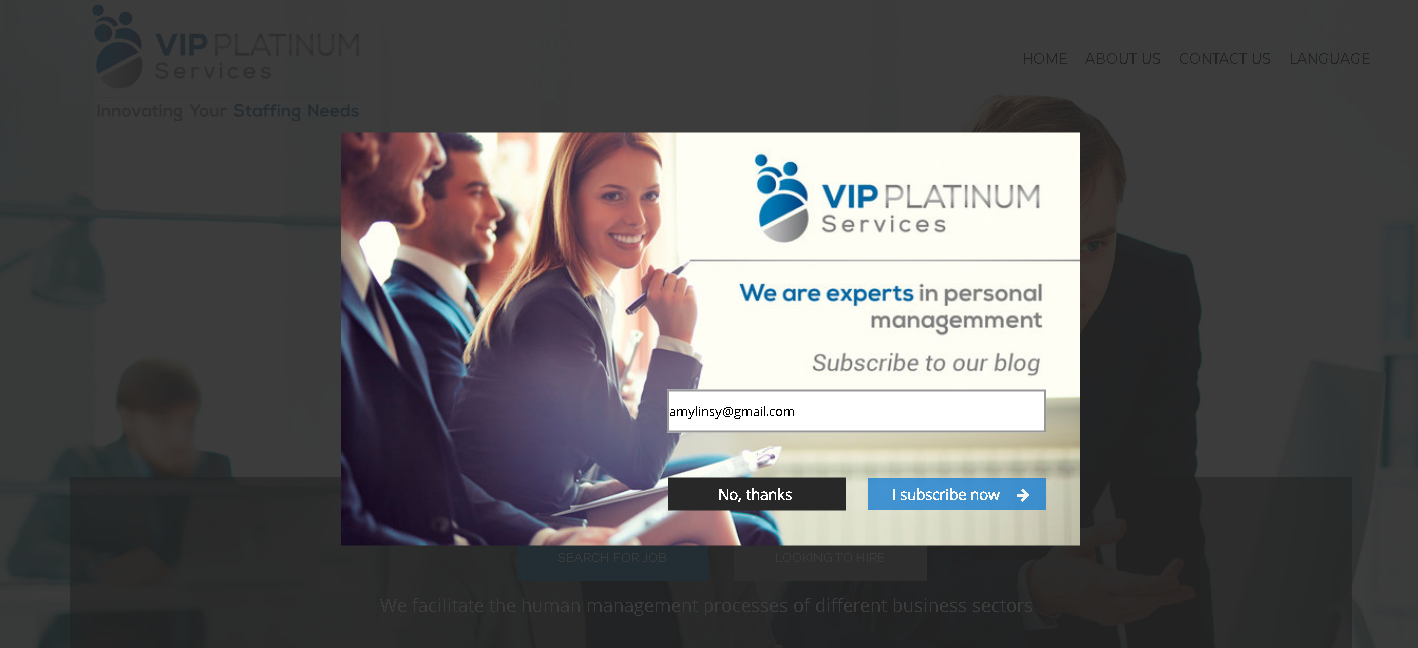 VIP PLATINUM
Services
Innovating Your Staffing Needs
HOME ABOUT US CONTACT US LANGUAGE
VIP PLATINUM
Services
We are experts in personal
managemment
Subscribe to our blog
amylinsy@gmail.com
No, thanks
I subscribe now
SEARCH FOR JOB
LOOKING TO HIRE
We facilitate the human management processes of different business sectors